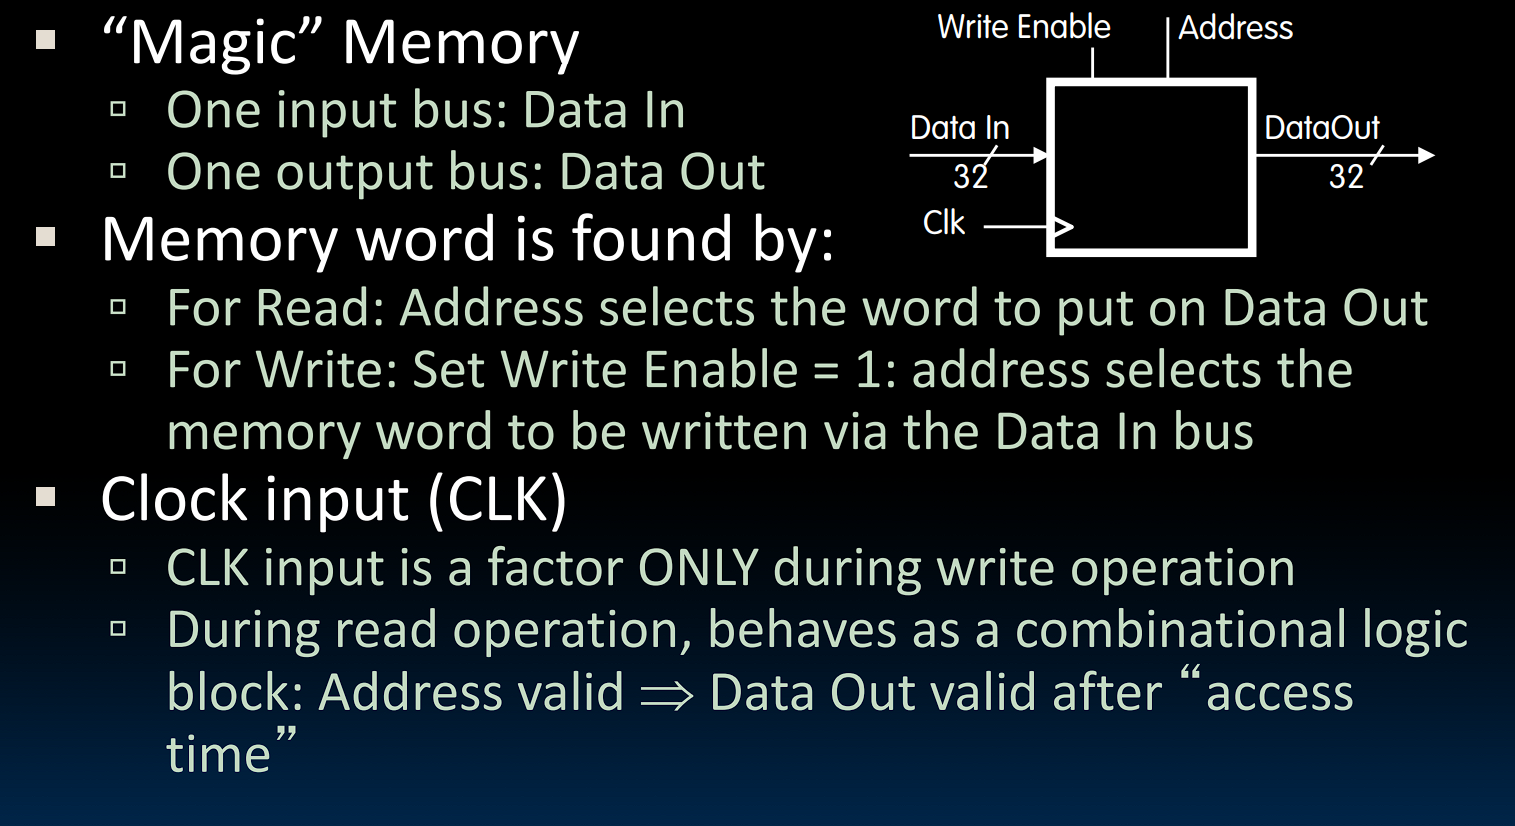 “Magic” Memory
One input bus: Data In
One output bus: Data Out
Memory word is found by:
For Read: Address selects the word to put on Data Out
For Write: Set Write Enable = 1: address selects the
memory word to be written via the Data In bus
Clock input (CLK)
CLK input is a factor ONLY during write operation
During read operation, behaves as a combinational logic
block: Address valid ⇒ Data Out valid after “access
time”
Write Enable
Address
Data In
32
DataOut
32
Clk